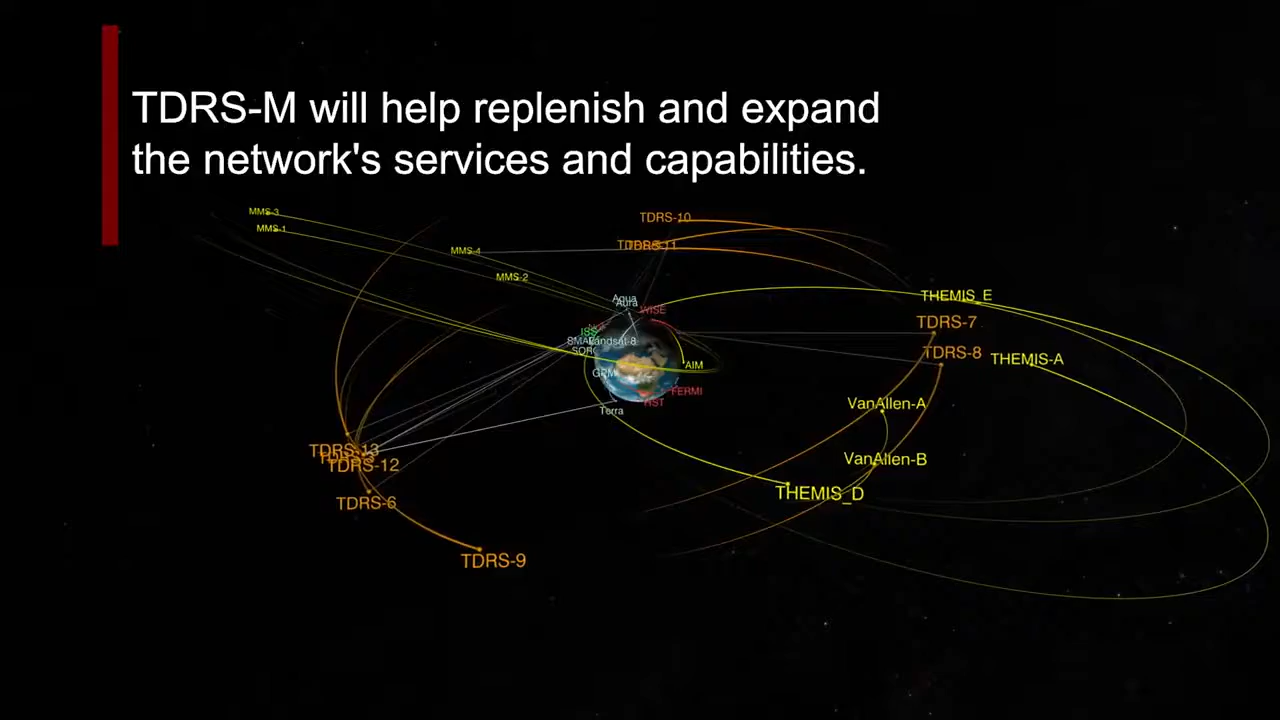 TDRS-M will help replenish and expand
the network's services and capabilities.
MMS-3
TDRS-10
MMS-1
TDRS-11
MMS-4
MMS-2
THEMIS_E
Aqua
Aura
WISE
TDRS-7
ISS
Landsat-8
TDRS-8
THEMIS-A
AIM
GPM
FERMI
HST
VanAllen-A
Terra
TDRS-13
VanAllen-B
TDRS-12
THEMIS_D
TDRS-6
TDRS-9